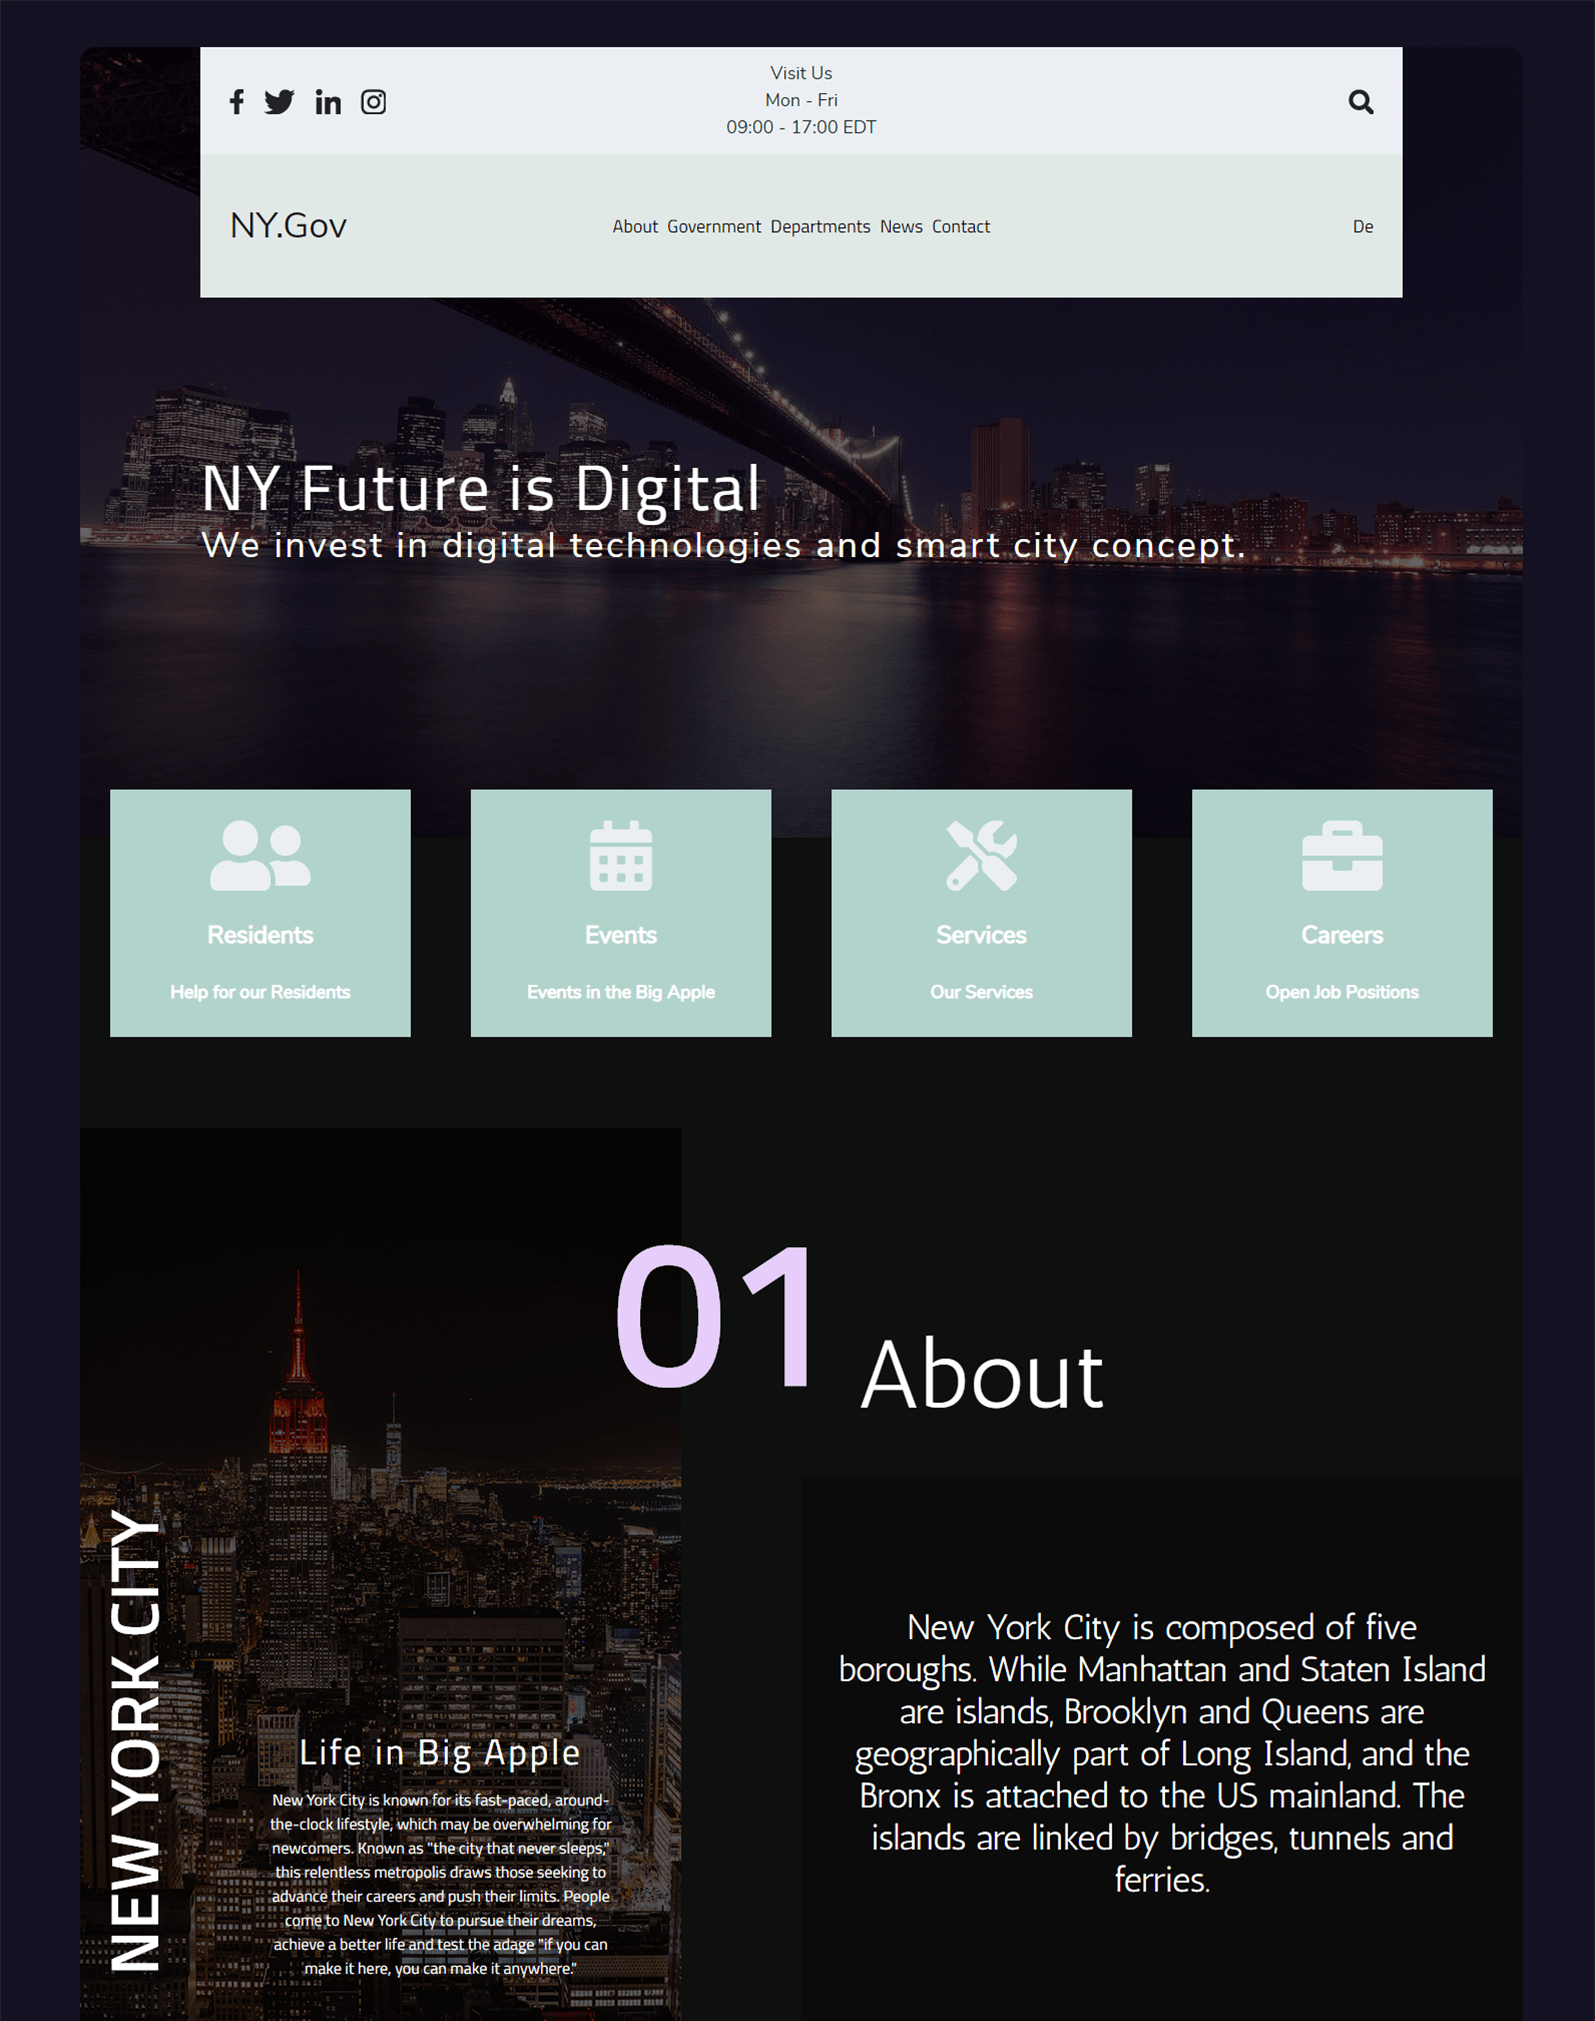 Visit Us
Mon - Fri
09:00 - 17:00 EDT
NY.Gov
About Government Departments News Contact
De
NY Future is Digital
We invest in digital technologies and smart city concept.
Residents
Help for our Residents
Events
Events in the Big Apple
Services
Our Services
Careers
Open Job Positions
01
About
NEW YORK CITY
Life in Big Apple
New York City is known for its fast-paced, around-
the-clock lifestyle, which may be overwhelming for
newcomers. Known as "the city that never sleeps,"
this relentless metropolis draws those seeking to
advance their careers and push their limits. People
come to New York City to pursue their dreams,
achieve a better life and test the adage "if you can
make it here, you can make it anywhere."
New York City is composed of five
boroughs. While Manhattan and Staten Island
are islands, Brooklyn and Queens are
geographically part of Long Island, and the
Bronx is attached to the US mainland. The
islands are linked by bridges, tunnels and
ferries.